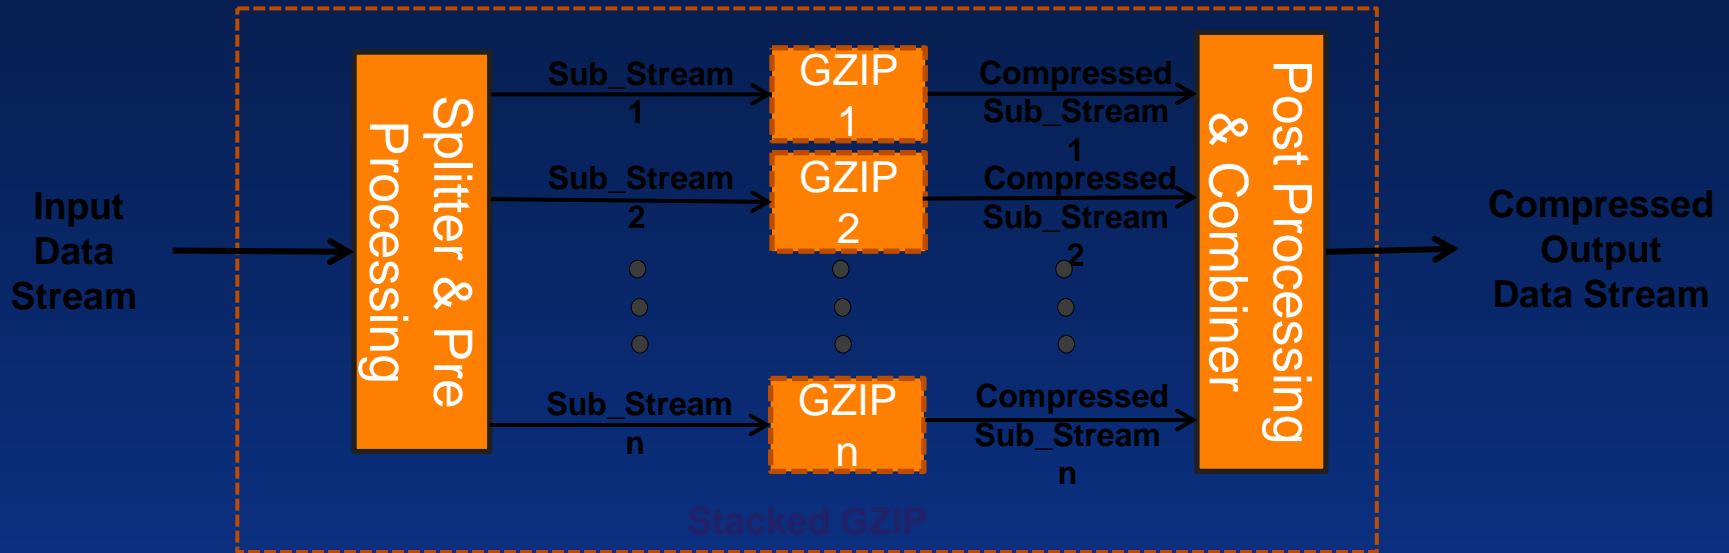 Input
Data
Stream
Splitter & Pre
Processing
Sub_Stream
1
Sub_Stream
2
Sub_Stream
n
GZIP
1
GZIP
2
GZIP
n
Compressed
Sub_Stream
1
Compressed
Sub_Stream
2
Compressed
Sub_Stream
n
Post Processing
& Combiner
Compressed
Output
Data Stream
Stacked GZIP